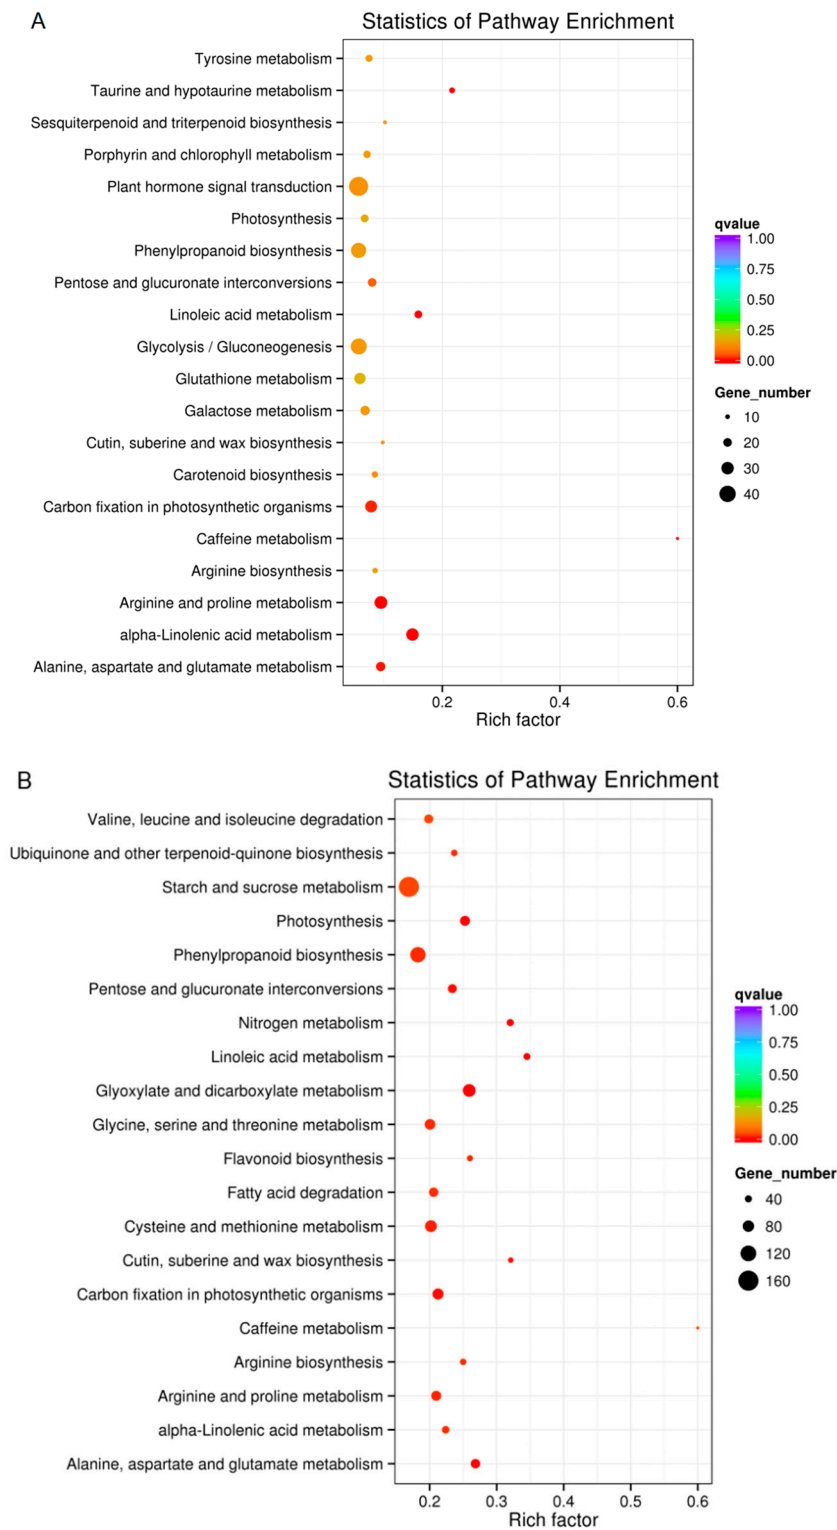 A
Statistics of Pathway Enrichment
Tyrosine metabolism
Taurine and hypotaurine metabolism
Sesquiterpenoid and triterpenoid biosynthesis
Porphyrin and chlorophyll metabolism
Plant hormone signal transduction
Photosynthesis
Phenylpropanoid biosynthesis
Pentose and glucuronate interconversions
Linoleic acid metabolism
Glycolysis / Gluconeogenesis
Glutathione metabolism
Galactose metabolism
Cutin, suberine and wax biosynthesis
Carotenoid biosynthesis
Carbon fixation in photosynthetic organisms
Caffeine metabolism
Arginine biosynthesis
Arginine and proline metabolism
alpha-Linolenic acid metabolism
Alanine, aspartate and glutamate metabolism
0.2 0.4 0.6
Rich factor
qvalue
1.00
0.75
0.50
0.25
0.00
Gene_number
10
20
30
40
B
Statistics of Pathway Enrichment
Valine, leucine and isoleucine degradation
Ubiquinone and other terpenoid-quinone biosynthesis
Starch and sucrose metabolism
Photosynthesis
Phenylpropanoid biosynthesis
Pentose and glucuronate interconversions
Nitrogen metabolism
Linoleic acid metabolism
Glyoxylate and dicarboxylate metabolism
Glycine, serine and threonine metabolism
Flavonoid biosynthesis
Fatty acid degradation
Cysteine and methionine metabolism
Cutin, suberine and wax biosynthesis
Carbon fixation in photosynthetic organisms
Caffeine metabolism
Arginine biosynthesis
Arginine and proline metabolism
alpha-Linolenic acid metabolism
Alanine, aspartate and glutamate metabolism
0.2 0.3 0.4 0.5 0.6
Rich factor
qvalue
1.00
0.75
0.50
0.25
0.00
Gene_number
40
80
120
160